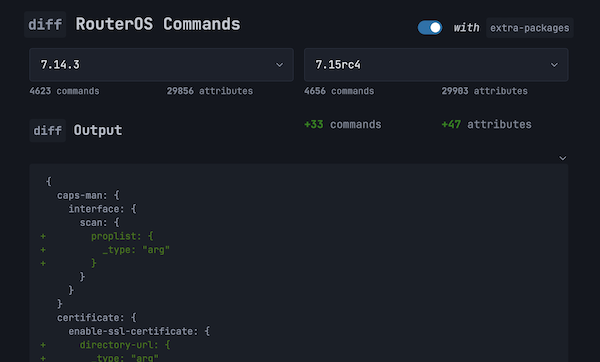 diff RouterOS Commands
with extra-packages
7.14.3 7.15rc4
4623 commands 29856 attributes 4656 commands 29903 attributes
diff Output +33 commands +47 attributes
{
caps-man: {
interface: {
scan: {
+ proplist: {
+ _type: "arg"
+ }
}
}
}
certificate: {
enable-ssl-certificate: {
+ directory-url: {
_type: "arg"